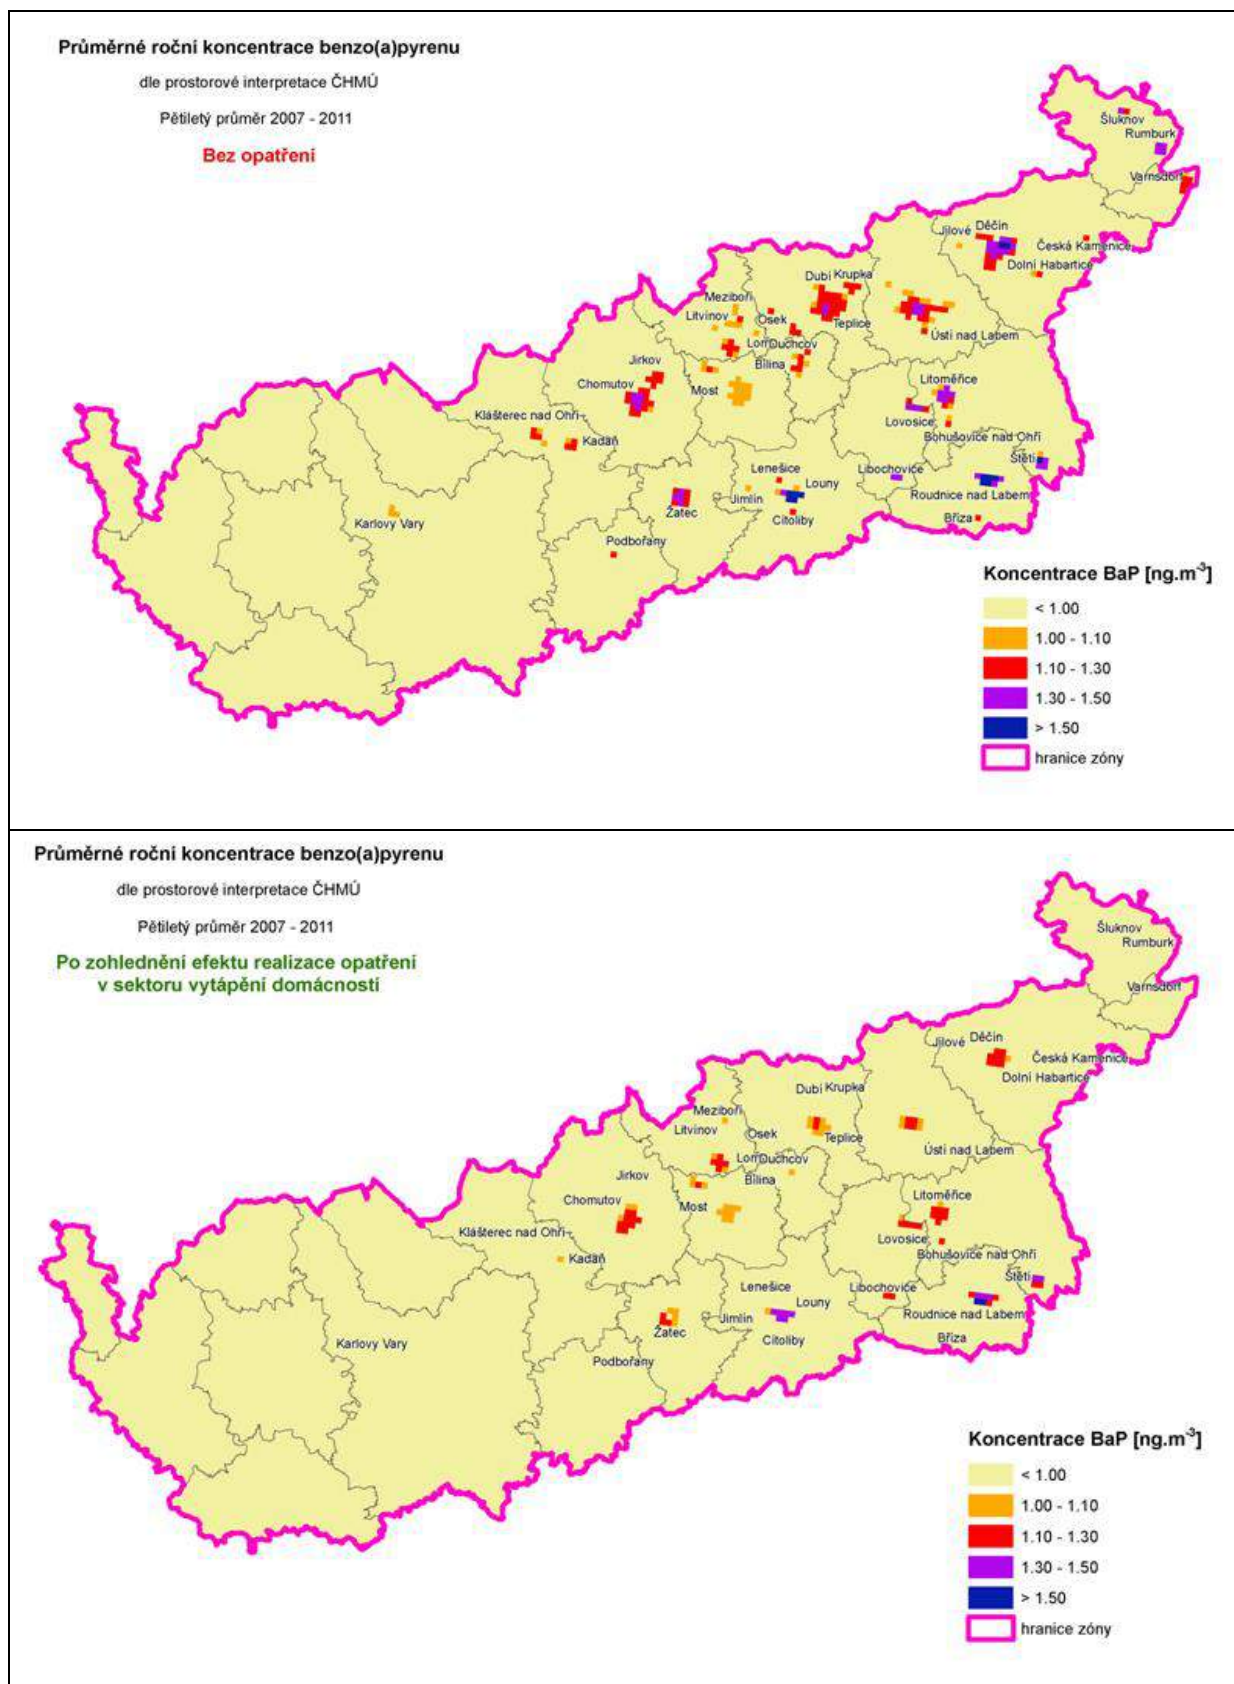 Průměrné roční koncentrace benzo(a)pyrenu
dle prostorové interpretace ČHMÚ
Pětiletý průměr 2007 - 2011
Bez opatření
Šluknov
Rumburk
Varnsdorf
Jílové Děčín
Česká Kamenice
Dolní Habartice
Dubí Krupka
Meziboří
Litvínov
Osek
Teplice
Ústí nad Labem
Lom Duchcov
Jirkov
Bílina
Chomutov
Most
Litoměřice
Klášterec nad Ohří
Lovosice
Kadaň
Bohušovice nad Ohří
Štětí
Lenešice
Libochovice
Louny
Jimlín
Roudnice nad Labem
Žatec
Cítoliby
Bříza
Karlovy Vary
Podbořany
Koncentrace BaP [ng.m-3]
< 1.00
1.00 - 1.10
1.10 - 1.30
1.30 - 1.50
> 1.50
hranice zóny
Průměrné roční koncentrace benzo(a)pyrenu
dle prostorové interpretace ČHMÚ
Pětiletý průměr 2007 - 2011
Po zohlednění efektu realizace opatření
v sektoru vytápění domácností
Šluknov
Rumburk
Varnsdorf
Jílové Děčín
Česká Kamenice
Dolní Habartice
Dubí Krupka
Meziboří
Litvínov
Osek
Teplice
Ústí nad Labem
Lom Duchcov
Jirkov
Bílina
Chomutov
Most
Litoměřice
Klášterec nad Ohří
Lovosice
Kadaň
Bohušovice nad Ohří
Štětí
Lenešice
Libochovice
Louny
Jimlín
Roudnice nad Labem
Žatec
Cítoliby
Bříza
Karlovy Vary
Podbořany
Koncentrace BaP [ng.m-3]
< 1.00
1.00 - 1.10
1.10 - 1.30
1.30 - 1.50
> 1.50
hranice zóny